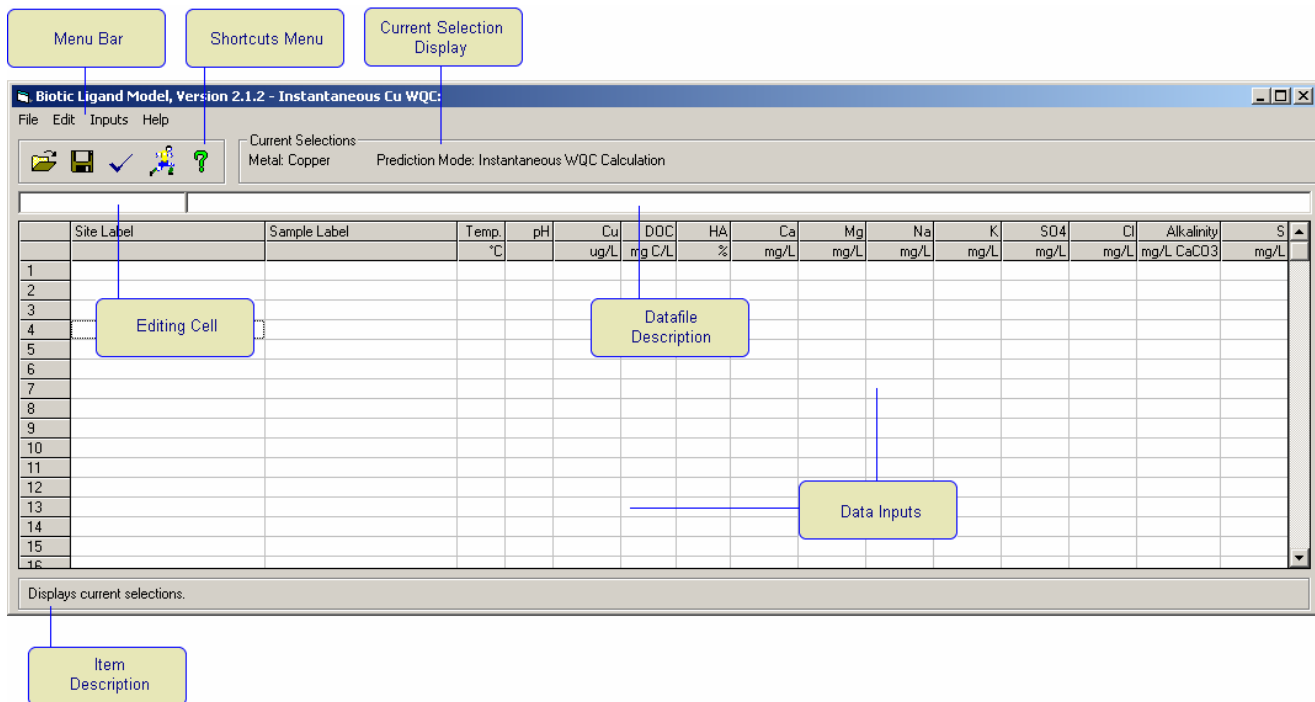 Menu Bar
Shortcuts Menu
Current Selection
Display
Biotic Ligand Model, Version 2.1.2 - Instantaneous Cu WQC:
File Edit Inputs Help
Current Selections
Metal: Copper Prediction Mode: Instantaneous WQC Calculation
Site Label Sample Label Temp. pH Cu DOC HA Ca Mg Na K SO4 Cl Alkalinity S
°C ug/L mg C/L % mg/L mg/L mg/L mg/L mg/L mg/L mg/L CaCO3 mg/L
1
2
3
4
5
6
7
8
9
10
11
12
13
14
15
16
Editing Cell
Datafile
Description
Data Inputs
Displays current selections.
Item
Description